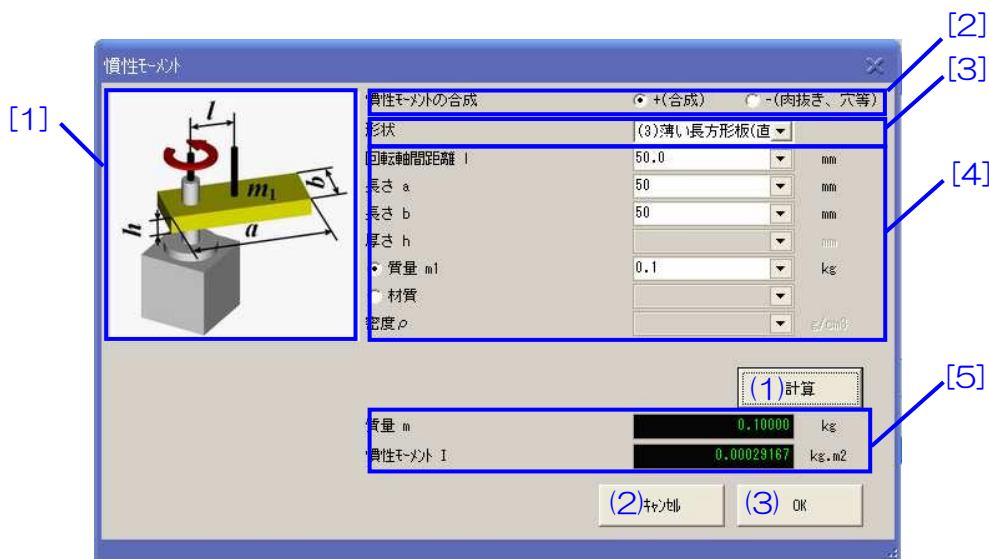 [2]
慣性モーメント
[3]
[1]
慣性モーメントの合成 +(合成) -(肉抜き、穴等)
形状 (3)薄い長方形板(直
回転軸間距離 l 50.0 mm
[4]
長さ a 50 mm
長さ b 50 mm
厚さ h mm
質量 m1 0.1 kg
材質
密度ρ g/cm3
l
m1
b
h
a
(1)計算
[5]
質量 m 0.10000 kg
慣性モーメント I 0.00029167 kg.m2
(2)キャンセル (3) OK